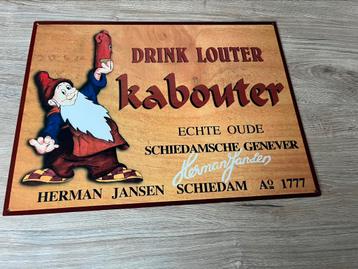 DRINK LOUTER
kabouter
ECHTE OUDE
SCHIEDAMSCHE GENEVER
Herman Jansen
HERMAN JANSEN SCHIEDAM Aº 1777